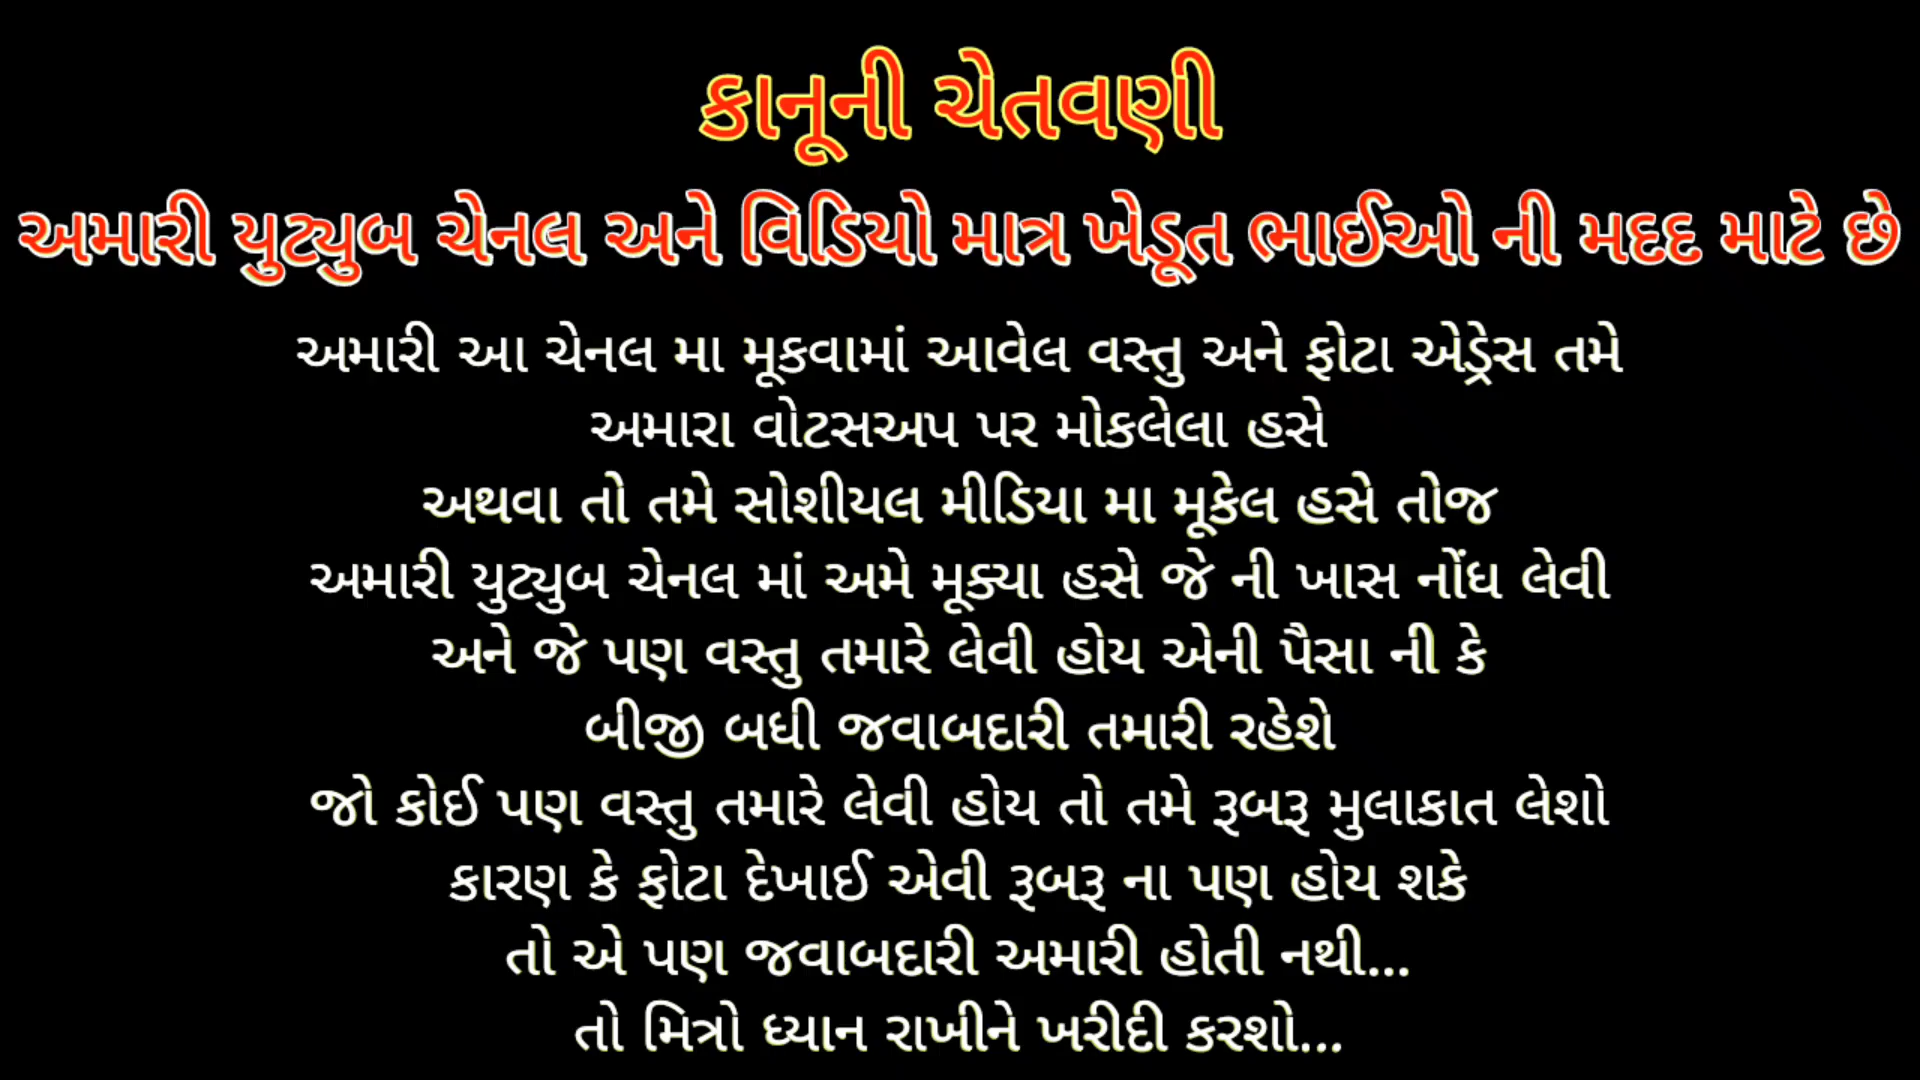 કાનૂની ચેતવણી
અમારી યુટ્યુબ ચેનલ અને વિડિયો માત્ર ખેડૂત ભાઈઓ ની મદદ માટે છે
અમારી આ ચેનલ મા મૂકવામાં આવેલ વસ્તુ અને ફોટા એડ્રેસ તમે
અમારા વોટસઅપ પર મોકલેલા હસે
અથવા તો તમે સોશીયલ મીડિયા મા મૂકેલ હસે તોજ
અમારી યુટ્યુબ ચેનલ માં અમે મૂક્યા હસે જે ની ખાસ નોંધ લેવી
અને જે પણ વસ્તુ તમારે લેવી હોય એની પૈસા ની કે
બીજી બધી જવાબદારી તમારી રહેશે
જો કોઈ પણ વસ્તુ તમારે લેવી હોય તો તમે રૂબરૂ મુલાકાત લેશો
કારણ કે ફોટા દેખાઈ એવી રૂબરૂ ના પણ હોય શકે
તો એ પણ જવાબદારી અમારી હોતી નથી...
તો મિત્રો ધ્યાન રાખીને ખરીદી કરશો...